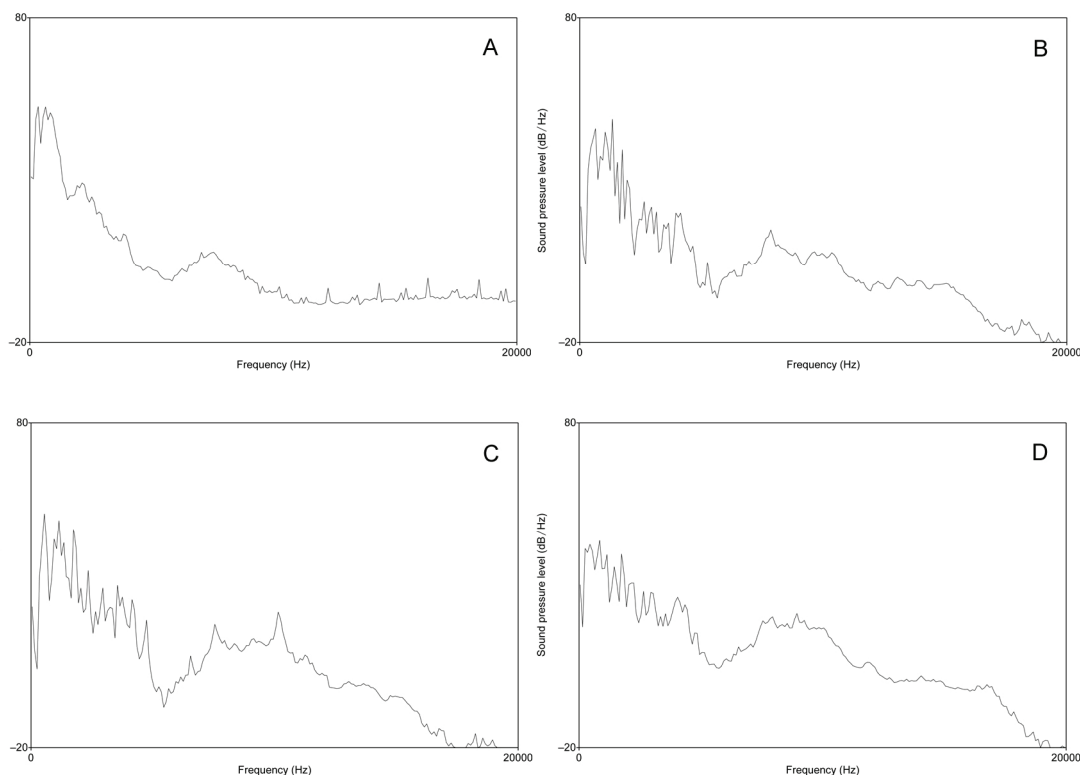 80
A
–20
0
20000
Frequency (Hz)
80
B
Sound pressure level (dB / Hz)
–20
0
20000
Frequency (Hz)
80
C
–20
0
20000
Frequency (Hz)
80
D
Sound pressure level (dB/Hz)
–20
0
20000
Frequency (Hz)